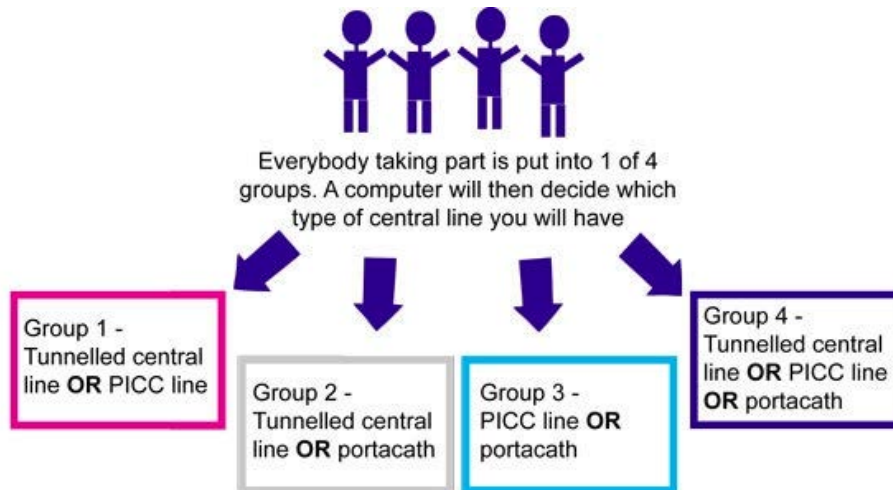 Everybody taking part is put into 1 of 4
groups. A computer will then decide which
type of central line you will have
Group 1 -
Tunnelled central
line OR PICC line
Group 2 -
Tunnelled central
line OR portacath
Group 3 -
PICC line OR
portacath
Group 4 -
Tunnelled central
line OR PICC line
OR portacath